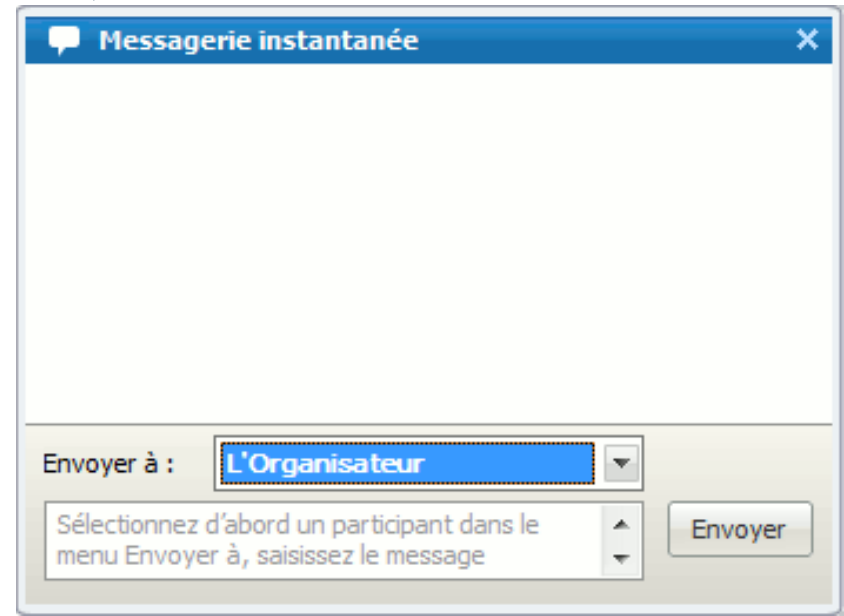 Messagerie instantanée
Envoyer à :
L'Organisateur
Sélectionnez d’abord un participant dans le
menu Envoyer à, saisissez le message
Envoyer